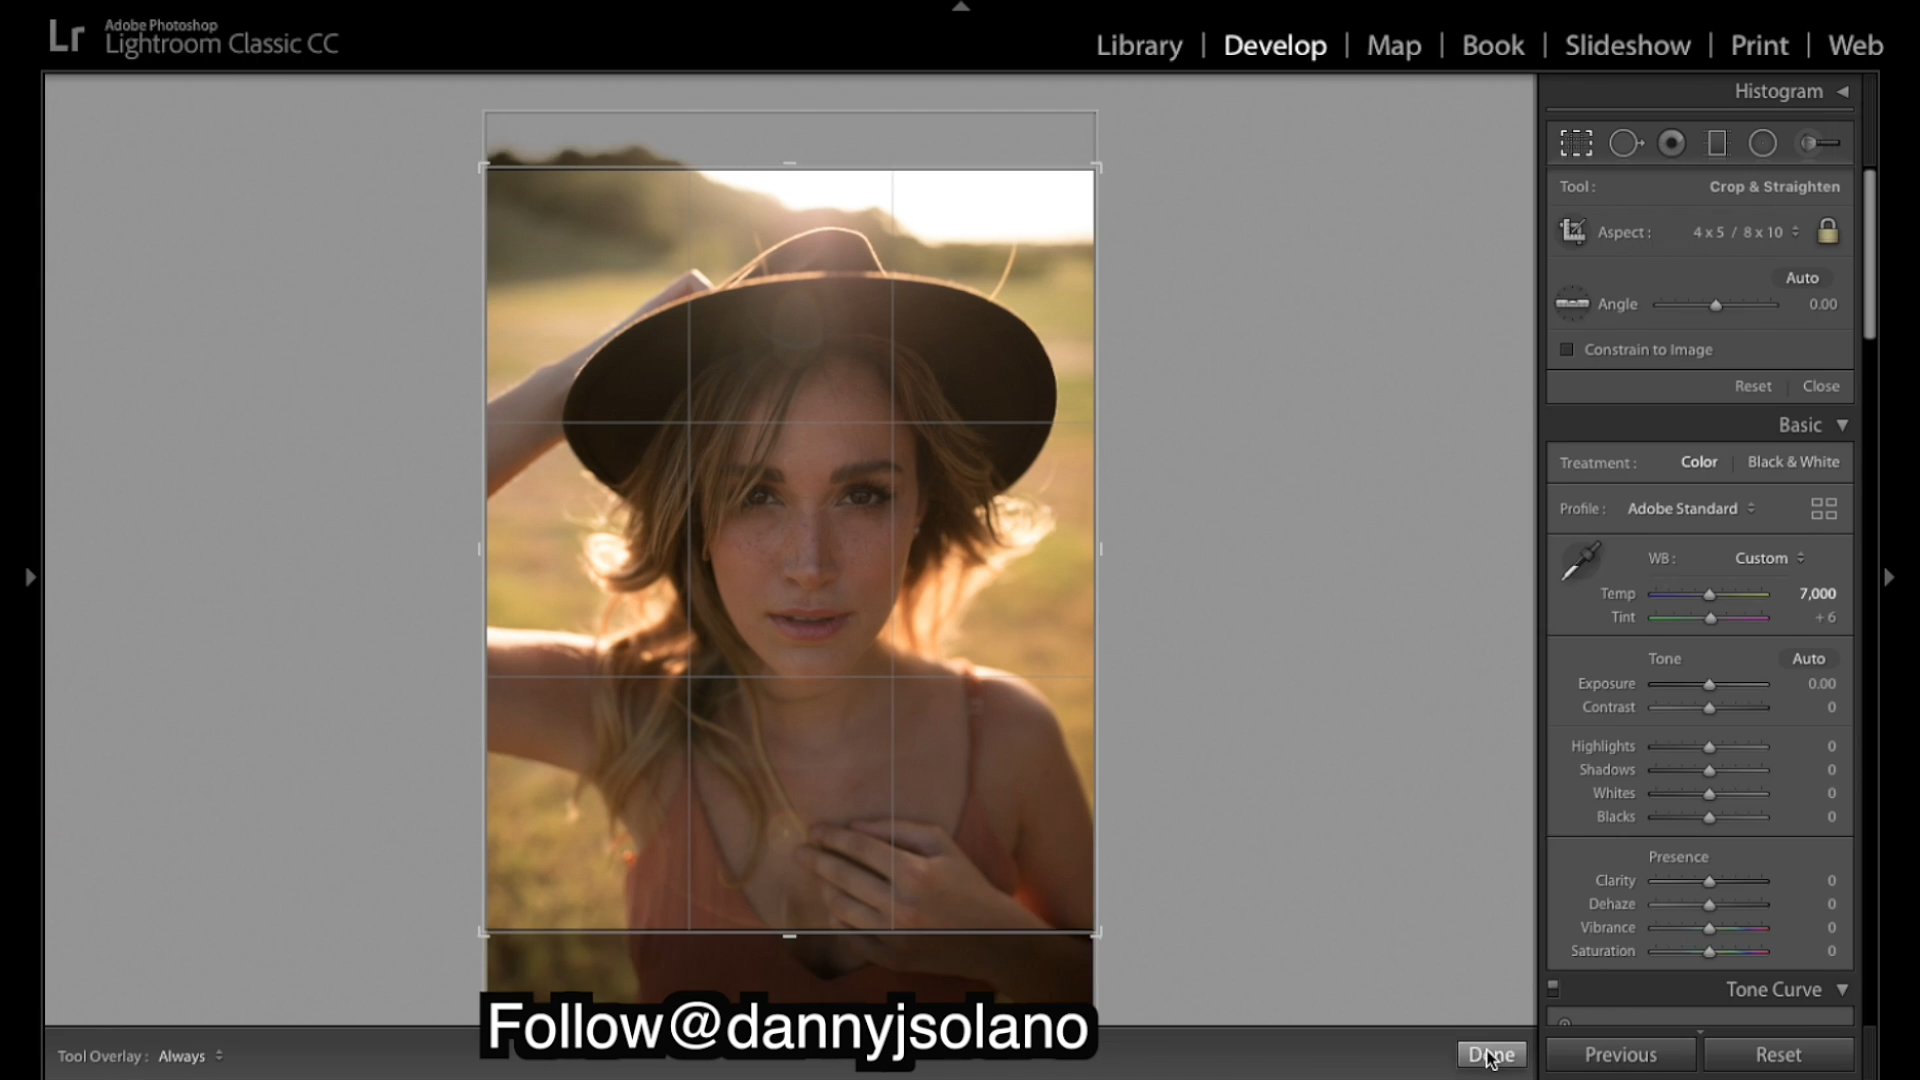 Lr
Adobe Photoshop
Lightroom Classic CC
Library | Develop | Map | Book | Slideshow | Print | Web
Histogram
Tool : Crop & Straighten
Aspect : 4 x 5 / 8 x 10
Auto
Angle 0.00
Constrain to Image
Reset Close
Basic
Treatment : Color Black & White
Profile : Adobe Standard
WB : Custom
Temp 7,000
Tint + 6
Tone Auto
Exposure 0.00
Contrast 0
Highlights 0
Shadows 0
Whites 0
Blacks 0
Presence
Clarity 0
Dehaze 0
Vibrance 0
Saturation 0
Tone Curve
Follow@dannyjsolano
Tool Overlay : Always
Done
Previous
Reset